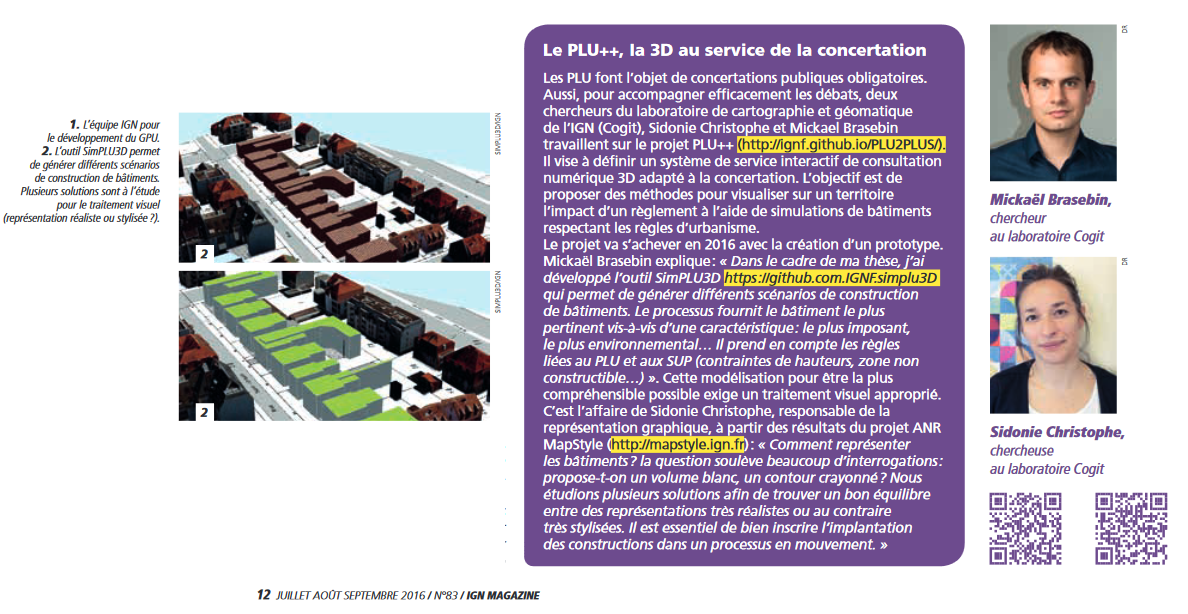 1. L'équipe IGN pour
le développement du GPU.
2. L'outil SimPLU3D permet
de générer différents scénarios
de construction de bâtiments.
Plusieurs solutions sont à l'étude
pour le traitement visuel
(représentation réaliste ou stylisée ?).
2
2
Le PLU++, la 3D au service de la concertation
Les PLU font l'objet de concertations publiques obligatoires.
Aussi, pour accompagner efficacement les débats, deux
chercheurs du laboratoire de cartographie et géomatique
de l'IGN (Cogit), Sidonie Christophe et Mickael Brasebin
travaillent sur le projet PLU++ (http://ignf.github.io/PLU2PLUS/).
Il vise à définir un système de service interactif de consultation
numérique 3D adapté à la concertation. L'objectif est de
proposer des méthodes pour visualiser sur un territoire
l'impact d'un règlement à l'aide de simulations de bâtiments
respectant les règles d'urbanisme.
Le projet va s'achever en 2016 avec la création d'un prototype.
Mickaël Brasebin explique : « Dans le cadre de ma thèse, j'ai
développé l'outil SimPLU3D https://github.com.IGNF.simplu3D
qui permet de générer différents scénarios de construction
de bâtiments. Le processus fournit le bâtiment le plus
pertinent vis-à-vis d'une caractéristique : le plus imposant,
le plus environnemental… Il prend en compte les règles
liées au PLU et aux SUP (contraintes de hauteurs, zone non
constructible…) ». Cette modélisation pour être la plus
compréhensible possible exige un traitement visuel approprié.
C'est l'affaire de Sidonie Christophe, responsable de la
représentation graphique, à partir des résultats du projet ANR
MapStyle (http://mapstyle.ign.fr) : « Comment représenter
les bâtiments ? la question soulève beaucoup d'interrogations :
propose-t-on un volume blanc, un contour crayonné ? Nous
étudions plusieurs solutions afin de trouver un bon équilibre
entre des représentations très réalistes ou au contraire
très stylisées. Il est essentiel de bien inscrire l'implantation
des constructions dans un processus en mouvement. »
DR
Mickaël Brasebin,
chercheur
au laboratoire Cogit
DR
Sidonie Christophe,
chercheuse
au laboratoire Cogit
12 JUILLET AOÛT SEPTEMBRE 2016 / N°83 / IGN MAGAZINE